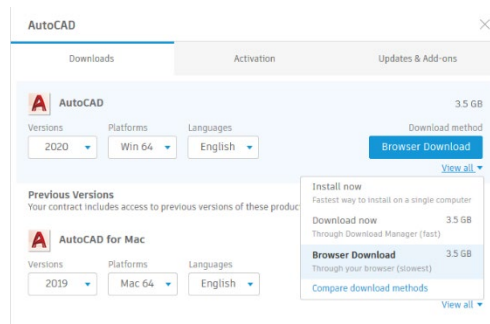 AutoCAD
Downloads Activation Updates & Add-ons
AutoCAD 3.5 GB
Versions Platforms Languages Download method
2020 Win 64 English Browser Download
View all
Install now
Fastest way to install on a single computer
Previous Versions
Your contract includes access to previous versions of these produc
Download now 3.5 GB
Through Download Manager (fast)
AutoCAD for Mac
Browser Download 3.5 GB
Through your browser (slowest)
Versions Platforms Languages
2019 Mac 64 English
Compare download methods
View all